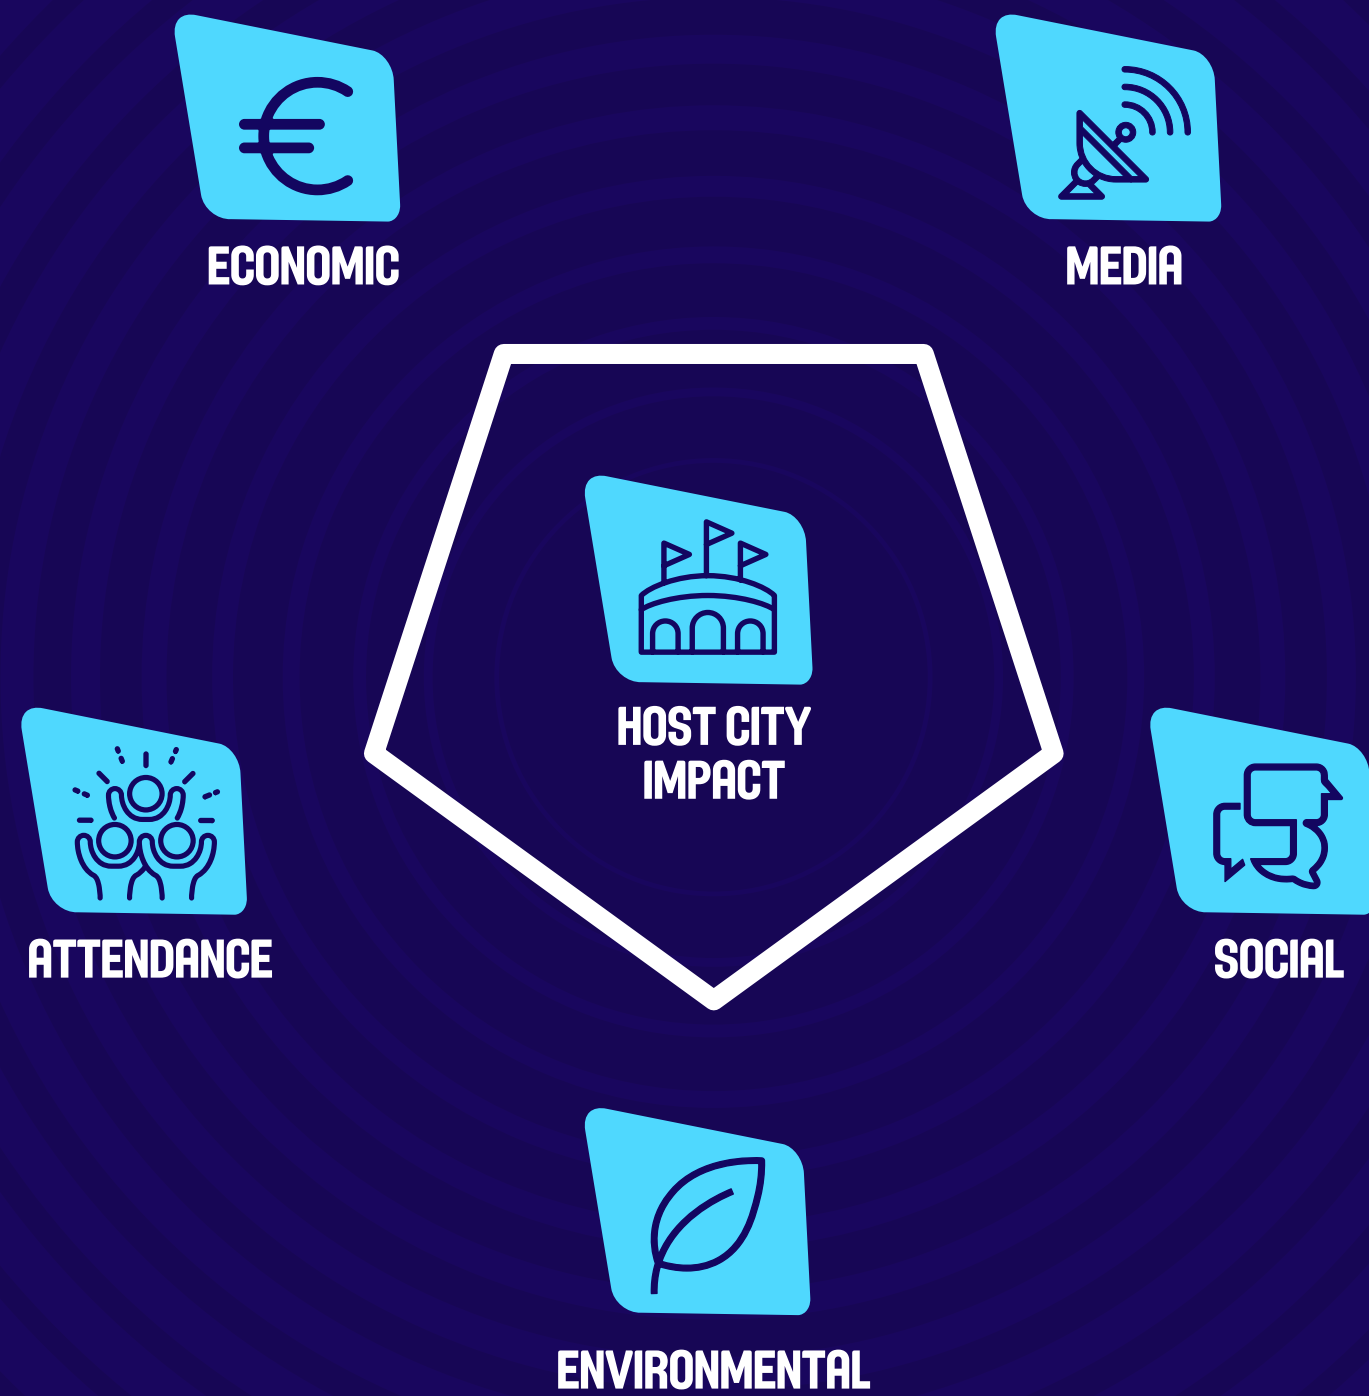 ECONOMIC
MEDIA
HOST CITY
IMPACT
ATTENDANCE
SOCIAL
ENVIRONMENTAL